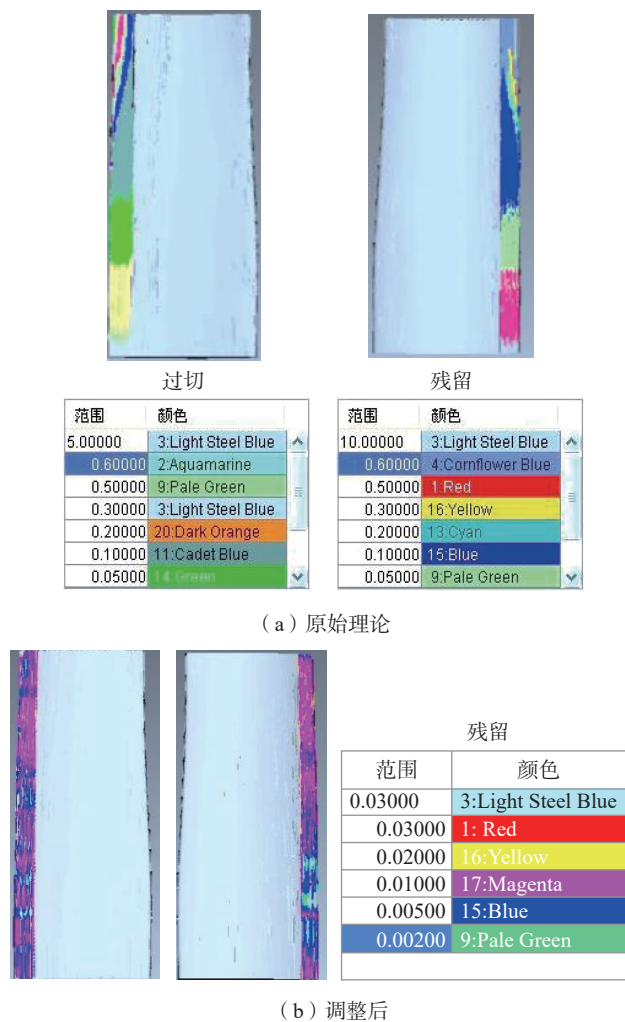 过切
残留
范围 颜色
5.00000 3:Light Steel Blue
0.60000 2:Aquamarine
0.50000 9:Pale Green
0.30000 3:Light Steel Blue
0.20000 20:Dark Orange
0.10000 11:Cadet Blue
0.05000 14:Green
范围 颜色
10.00000 3:Light Steel Blue
0.60000 4:Cornflower Blue
0.50000 1:Red
0.30000 16:Yellow
0.20000 13:Cyan
0.10000 15:Blue
0.05000 9:Pale Green
（a）原始理论
残留
范围 颜色
0.03000 3:Light Steel Blue
0.03000 1: Red
0.02000 16:Yellow
0.01000 17:Magenta
0.00500 15:Blue
0.00200 9:Pale Green
（b）调整后